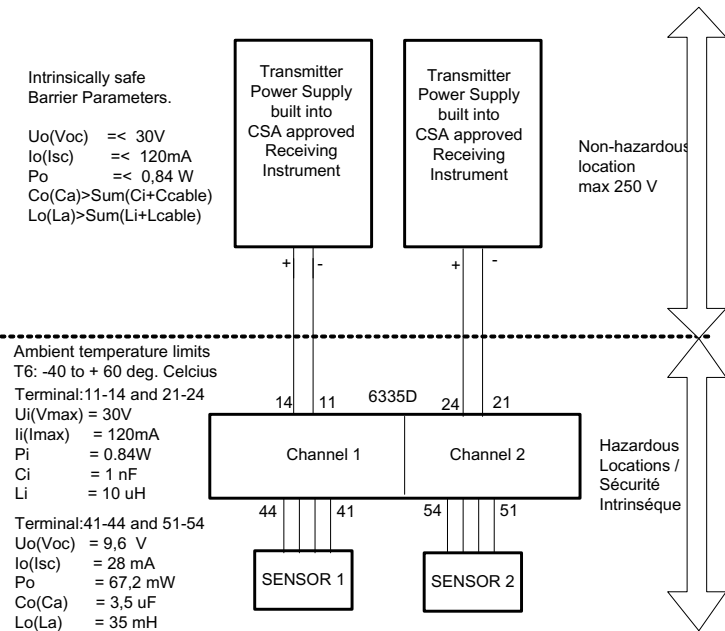 Intrinsically safe
Barrier Parameters.
Uo(Voc) =< 30V
Io(Isc) =< 120mA
Po =< 0,84 W
Co(Ca)>Sum(Ci+Ccable)
Lo(La)>Sum(Li+Lcable)
Transmitter
Power Supply
built into
CSA approved
Receiving
Instrument
Transmitter
Power Supply
built into
CSA approved
Receiving
Instrument
Non-hazardous
location
max 250 V
+ -
+ -
Ambient temperature limits
T6: -40 to + 60 deg. Celcius
Terminal:11-14 and 21-24
Ui(Vmax) = 30V
Ii(Imax) = 120mA
Pi = 0.84W
Ci = 1 nF
Li = 10 uH
14 11 6335D 24 21
Channel 1
Channel 2
Hazardous
Locations /
Sécurité
Intrinséque
44 41 54 51
Terminal:41-44 and 51-54
Uo(Voc) = 9,6 V
Io(Isc) = 28 mA
Po = 67,2 mW
Co(Ca) = 3,5 uF
Lo(La) = 35 mH
SENSOR 1
SENSOR 2